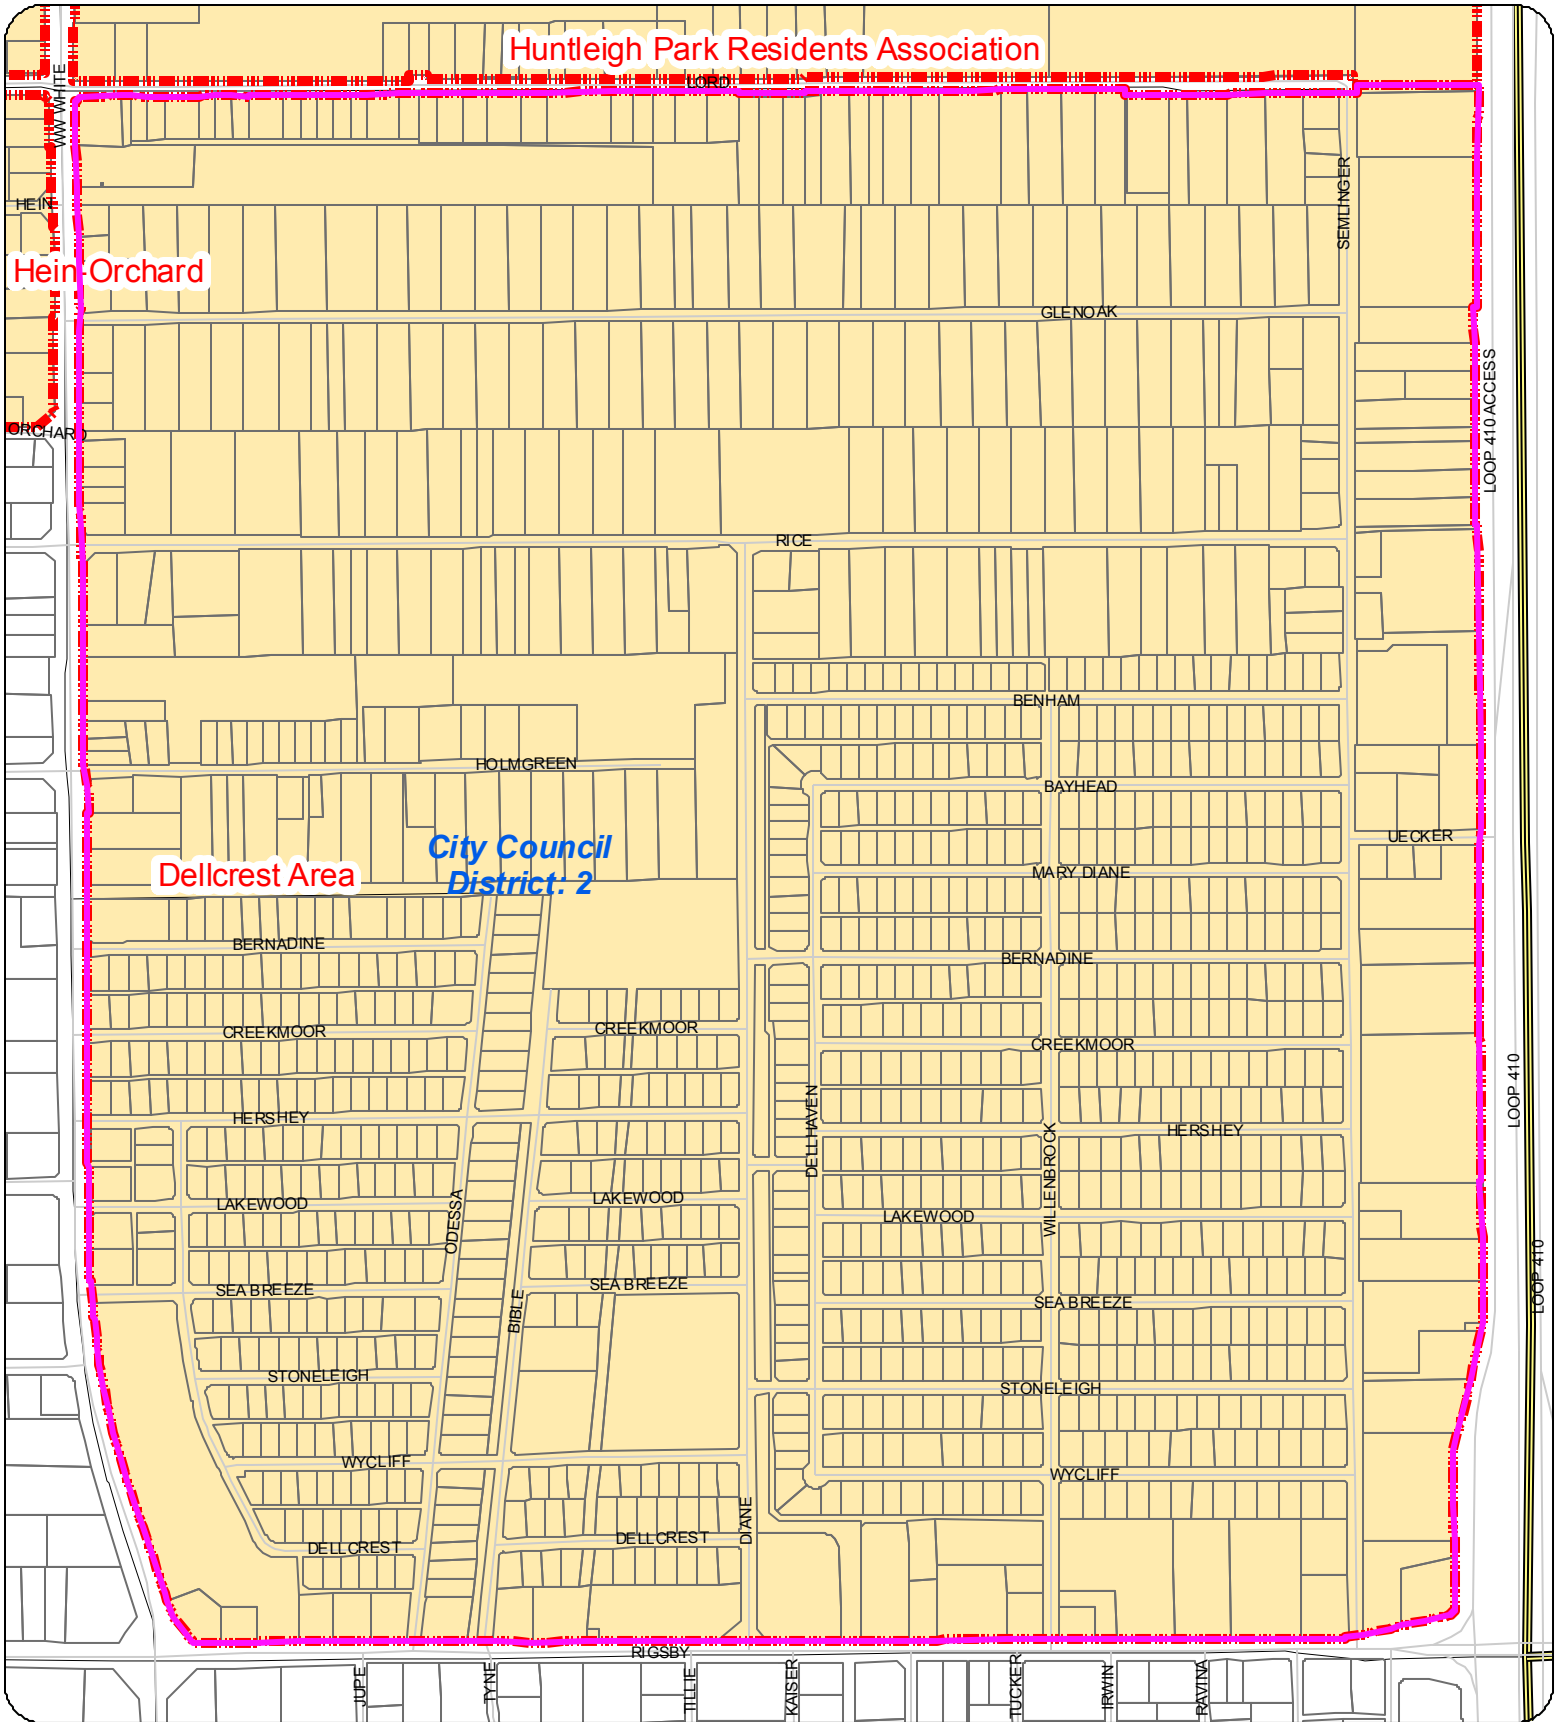 Huntleigh Park Residents Association
LORD
WW WHITE
SEMLINGER
HEIN
Hein-Orchard
GLENOAK
LOOP 410 ACCESS
ORCHARD
RICE
BENHAM
HOLMGREEN
BAYHEAD
UECKER
City Council
District: 2
Dellcrest Area
MARY DIANE
BERNADINE
BERNADINE
CREEKMOOR
CREEKMOOR
CREEKMOOR
LOOP 410
DELLHAVEN
HERSHEY
HERSHEY
WILLENBROCK
LAKEWOOD
LAKEWOOD
LAKEWOOD
ODESSA
SEA BREEZE
SEA BREEZE
SEA BREEZE
LOOP 410
BIBLE
STONELEIGH
STONELEIGH
WYCLIFF
WYCLIFF
DIANE
DELLCREST
DELLCREST
RIGSBY
JUPE
TYNE
TILLIE
KAISER
TUCKER
IRWIN
RAVINA